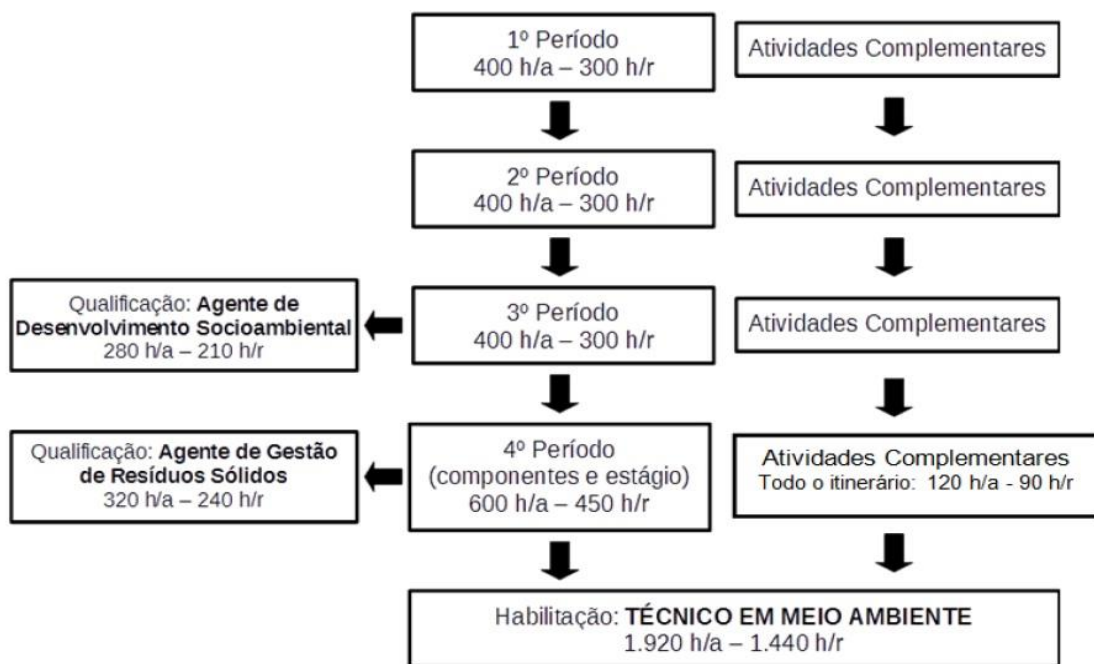 1º Período
400 h/a – 300 h/r
Atividades Complementares
2º Período
400 h/a – 300 h/r
Atividades Complementares
Qualificação: Agente de
Desenvolvimento Socioambiental
280 h/a – 210 h/r
3º Período
400 h/a – 300 h/r
Atividades Complementares
Qualificação: Agente de Gestão
de Resíduos Sólidos
320 h/a – 240 h/r
4º Período
(componentes e estágio)
600 h/a – 450 h/r
Atividades Complementares
Todo o itinerário: 120 h/a - 90 h/r
Habilitação: TÉCNICO EM MEIO AMBIENTE
1.920 h/a – 1.440 h/r